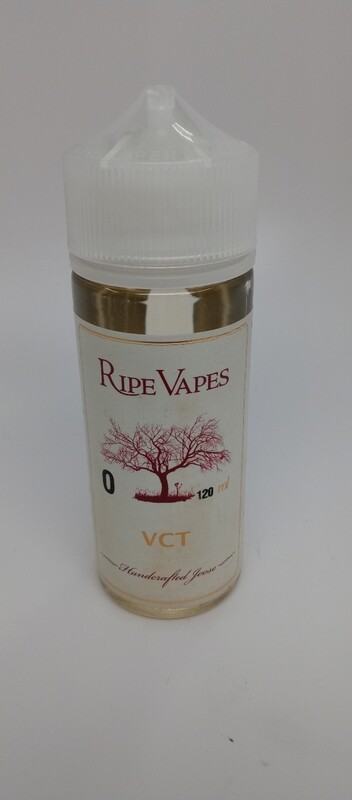 RIPE VAPES
0
120 ml
VCT
Handcrafted Joose